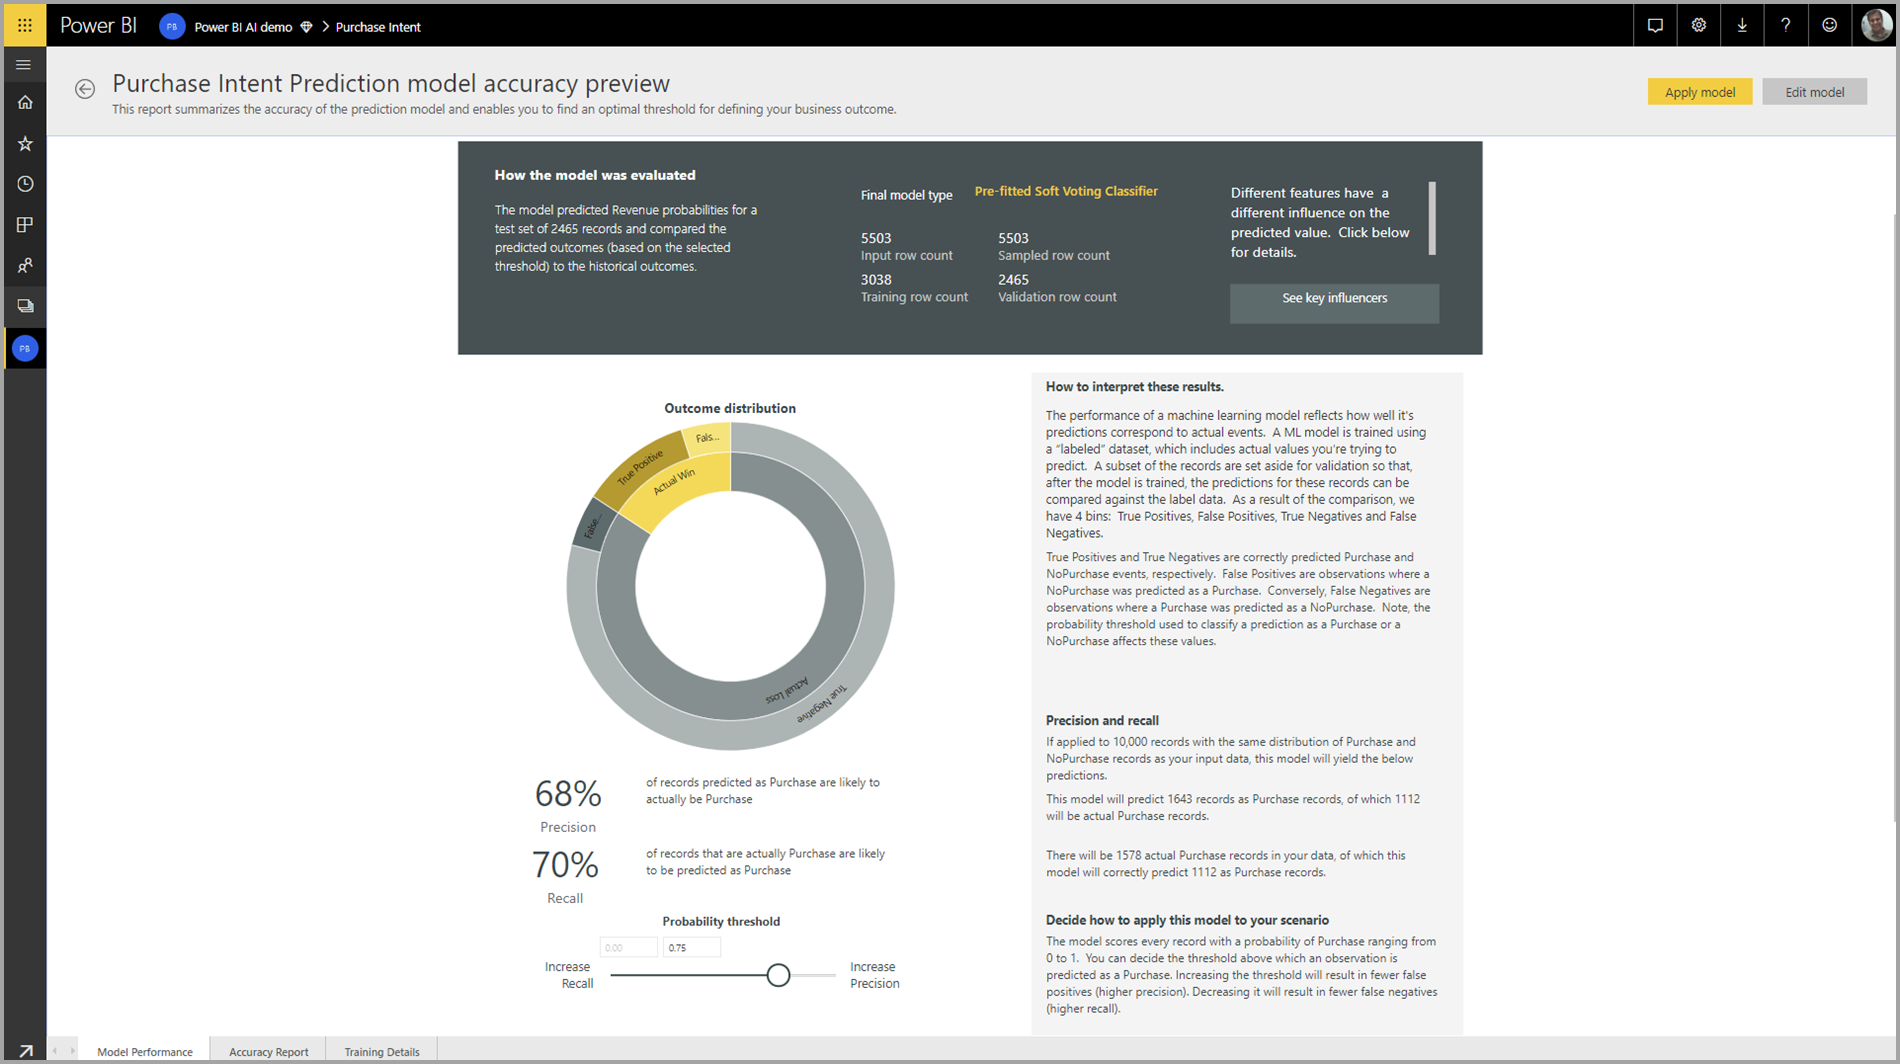 Power BI
PB
Power BI AI demo > Purchase Intent
?
Purchase Intent Prediction model accuracy preview
This report summarizes the accuracy of the prediction model and enables you to find an optimal threshold for defining your business outcome.
Apply model
Edit model
PB
How the model was evaluated
The model predicted Revenue probabilities for a
test set of 2465 records and compared the
predicted outcomes (based on the selected
threshold) to the historical outcomes.
Final model type
Pre-fitted Soft Voting Classifier
5503
Input row count
5503
Sampled row count
3038
Training row count
2465
Validation row count
Different features have a
different influence on the
predicted value. Click below
for details.
See key influencers
Outcome distribution
Fals...
True Positive
Actual Win
False...
Actual Loss
True Negative
68%
Precision
of records predicted as Purchase are likely to
actually be Purchase
70%
Recall
of records that are actually Purchase are likely
to be predicted as Purchase
Probability threshold
0.00
0.75
Increase
Recall
Increase
Precision
How to interpret these results.
The performance of a machine learning model reflects how well it's
predictions correspond to actual events. A ML model is trained using
a “labeled” dataset, which includes actual values you're trying to
predict. A subset of the records are set aside for validation so that,
after the model is trained, the predictions for these records can be
compared against the label data. As a result of the comparison, we
have 4 bins: True Positives, False Positives, True Negatives and False
Negatives.
True Positives and True Negatives are correctly predicted Purchase and
NoPurchase events, respectively. False Positives are observations where a
NoPurchase was predicted as a Purchase. Conversely, False Negatives are
observations where a Purchase was predicted as a NoPurchase. Note, the
probability threshold used to classify a prediction as a Purchase or a
NoPurchase affects these values.
Precision and recall
If applied to 10,000 records with the same distribution of Purchase and
NoPurchase records as your input data, this model will yield the below
predictions.
This model will predict 1643 records as Purchase records, of which 1112
will be actual Purchase records.
There will be 1578 actual Purchase records in your data, of which this
model will correctly predict 1112 as Purchase records.
Decide how to apply this model to your scenario
The model scores every record with a probability of Purchase ranging from
0 to 1. You can decide the threshold above which an observation is
predicted as a Purchase. Increasing the threshold will result in fewer false
positives (higher precision). Decreasing it will result in fewer false negatives
(higher recall).
Model Performance
Accuracy Report
Training Details